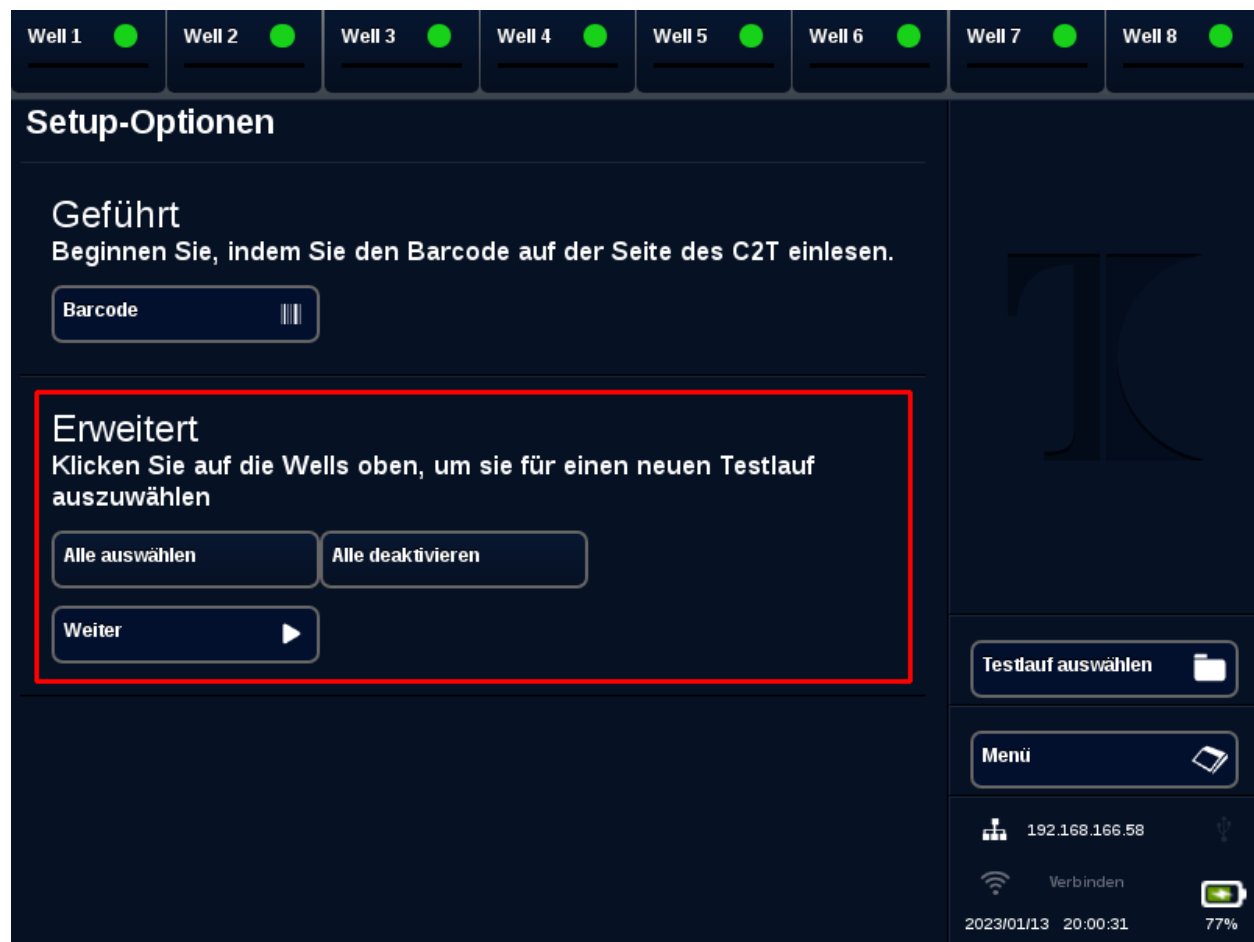 Well 1 Well 2 Well 3 Well 4 Well 5 Well 6 Well 7 Well 8
Setup-Optionen
Geführt
Beginnen Sie, indem Sie den Barcode auf der Seite des C2T einlesen.
Barcode
Erweitert
Klicken Sie auf die Wells oben, um sie für einen neuen Testlauf
auszuwählen
Alle auswählen Alle deaktivieren
Weiter
Testlauf auswählen
Menü
192.168.166.58
Verbinden
2023/01/13 20:00:31 77%